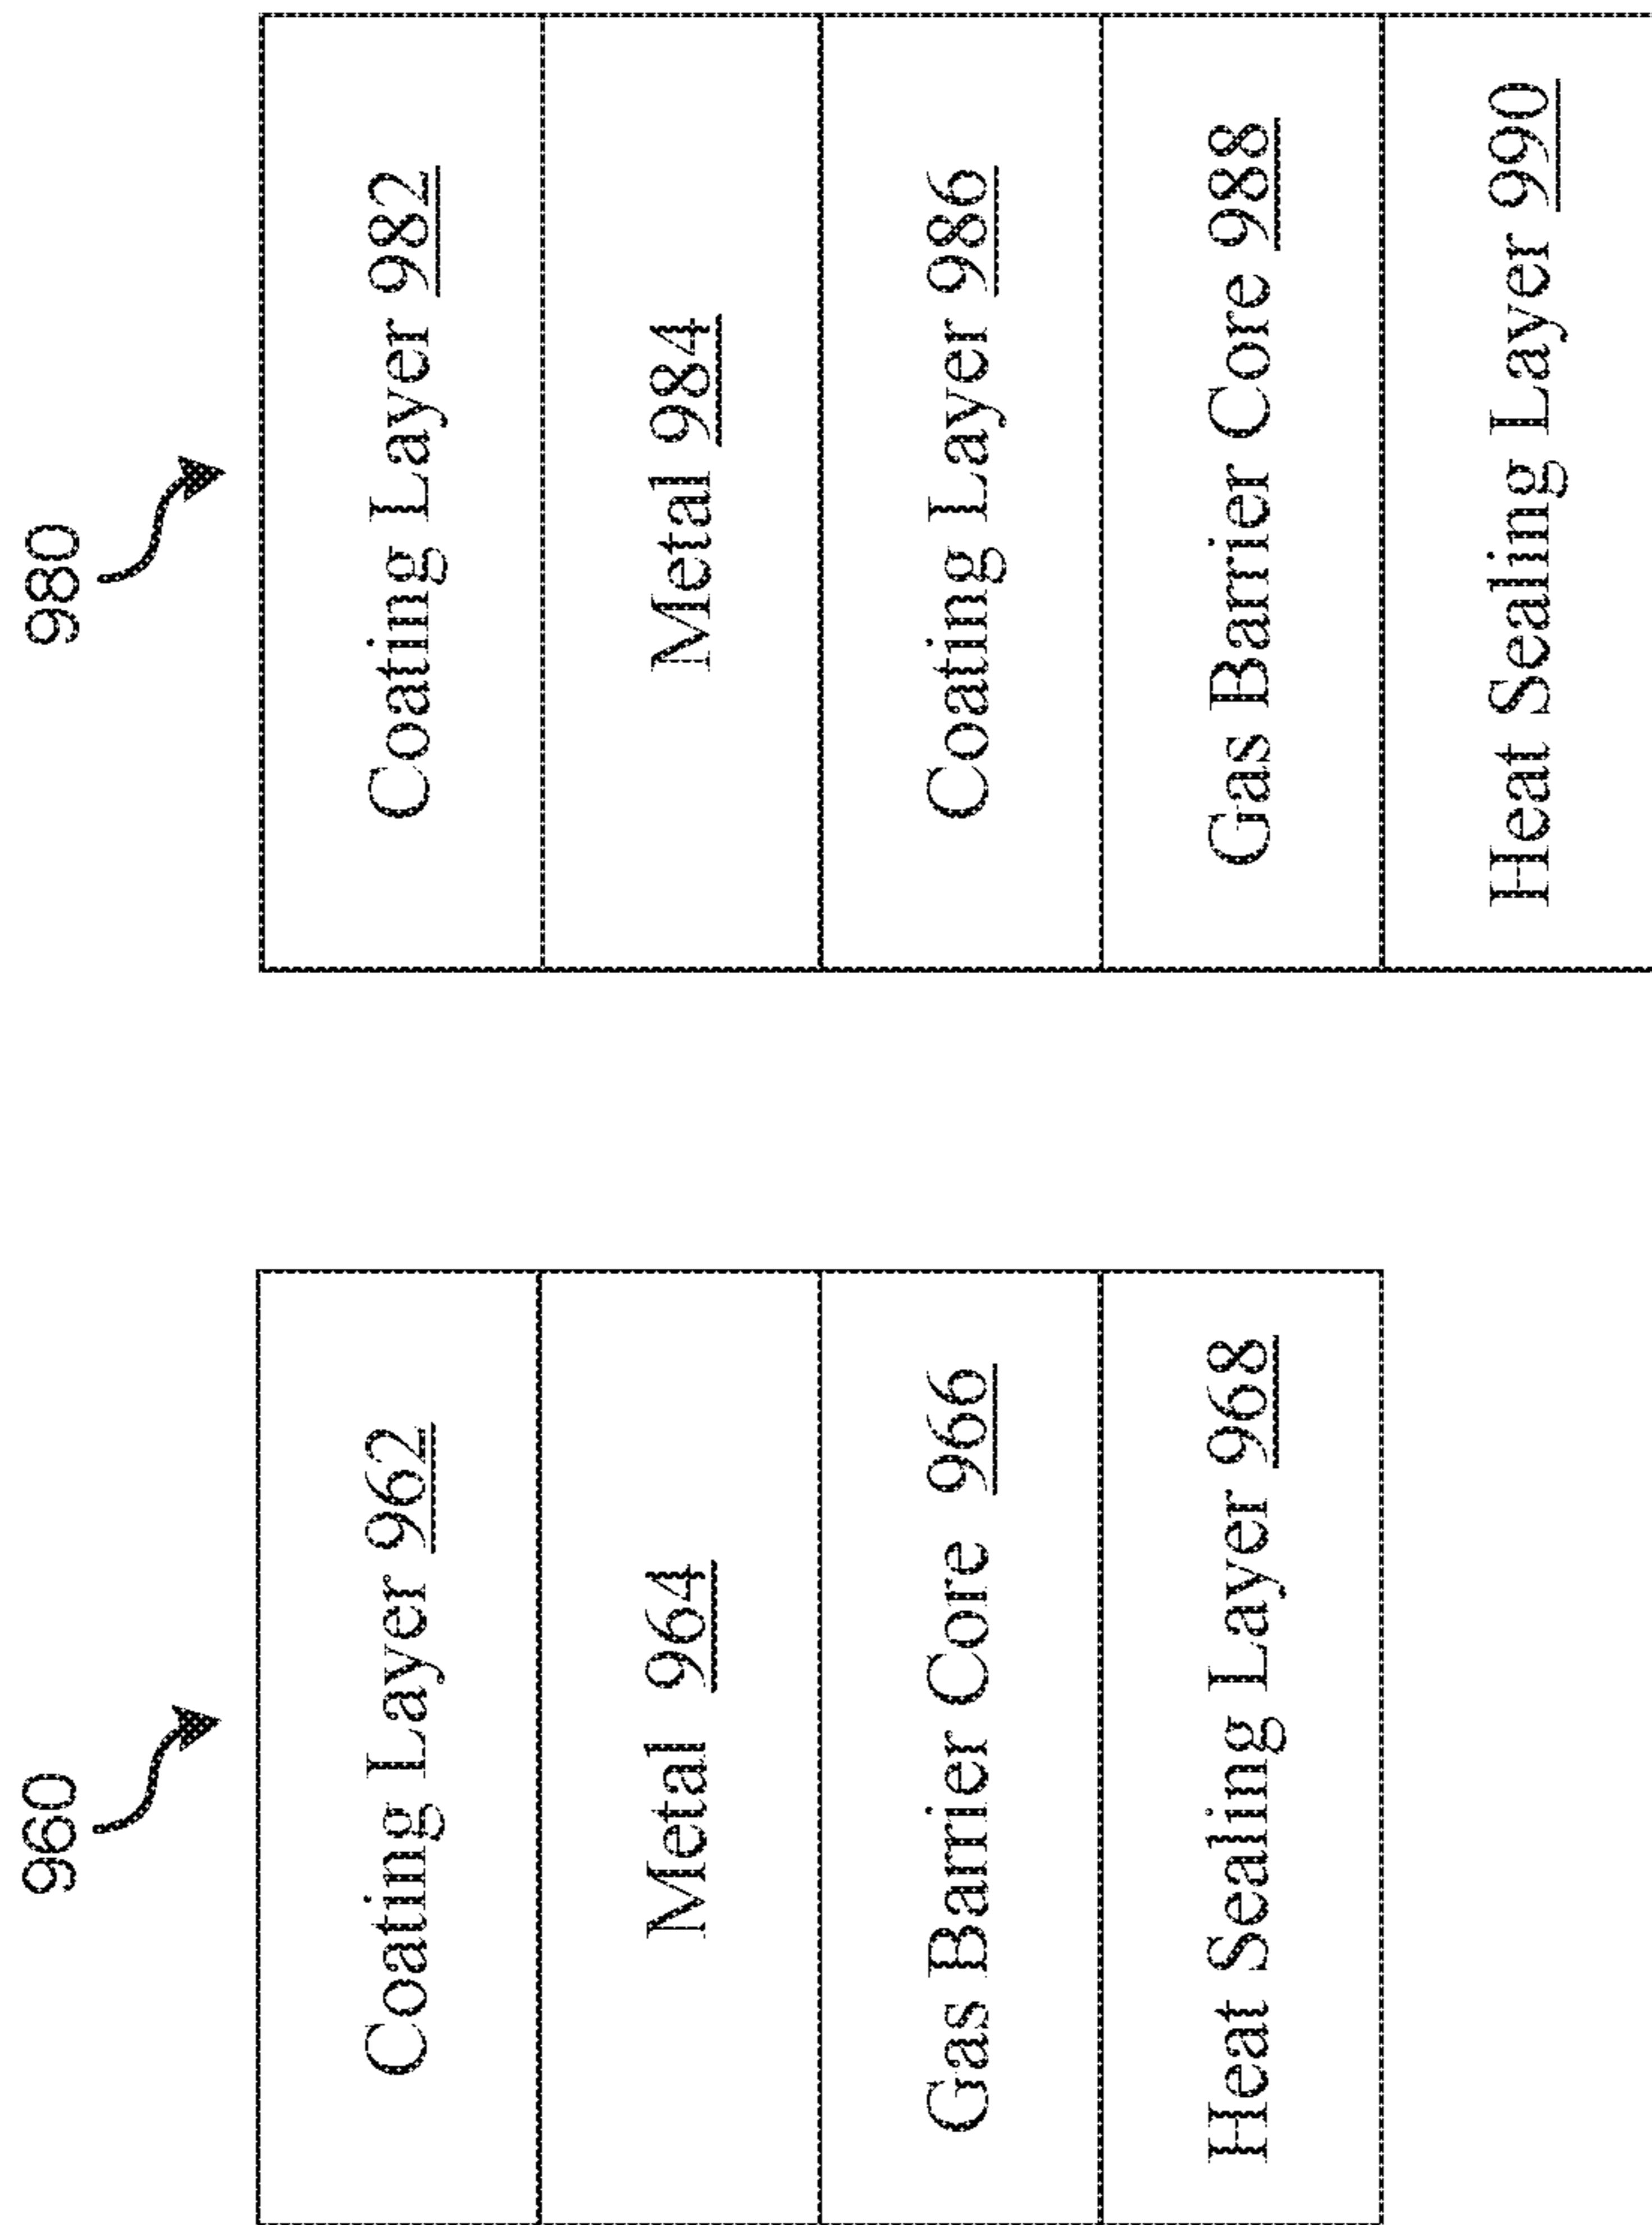 960
Coating Layer 962
Metal 964
Gas Barrier Core 966
Heat Sealing Layer 968
980
Coating Layer 982
Metal 984
Coating Layer 986
Gas Barrier Core 988
Heat Sealing Layer 990